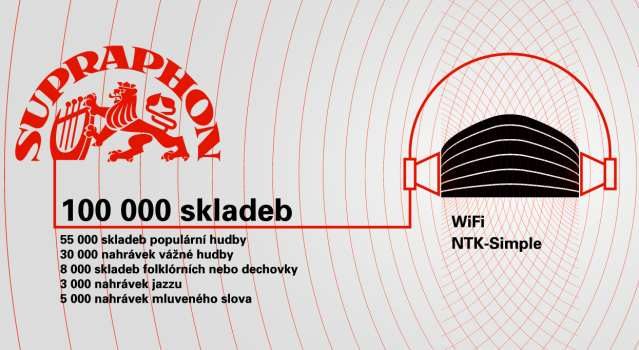 SUPRAPHON
100 000 skladeb
55 000 skladeb populární hudby
30 000 nahrávek vážné hudby
8 000 skladeb folklórních nebo dechovky
3 000 nahrávek jazzu
5 000 nahrávek mluveného slova
WiFi
NTK-Simple